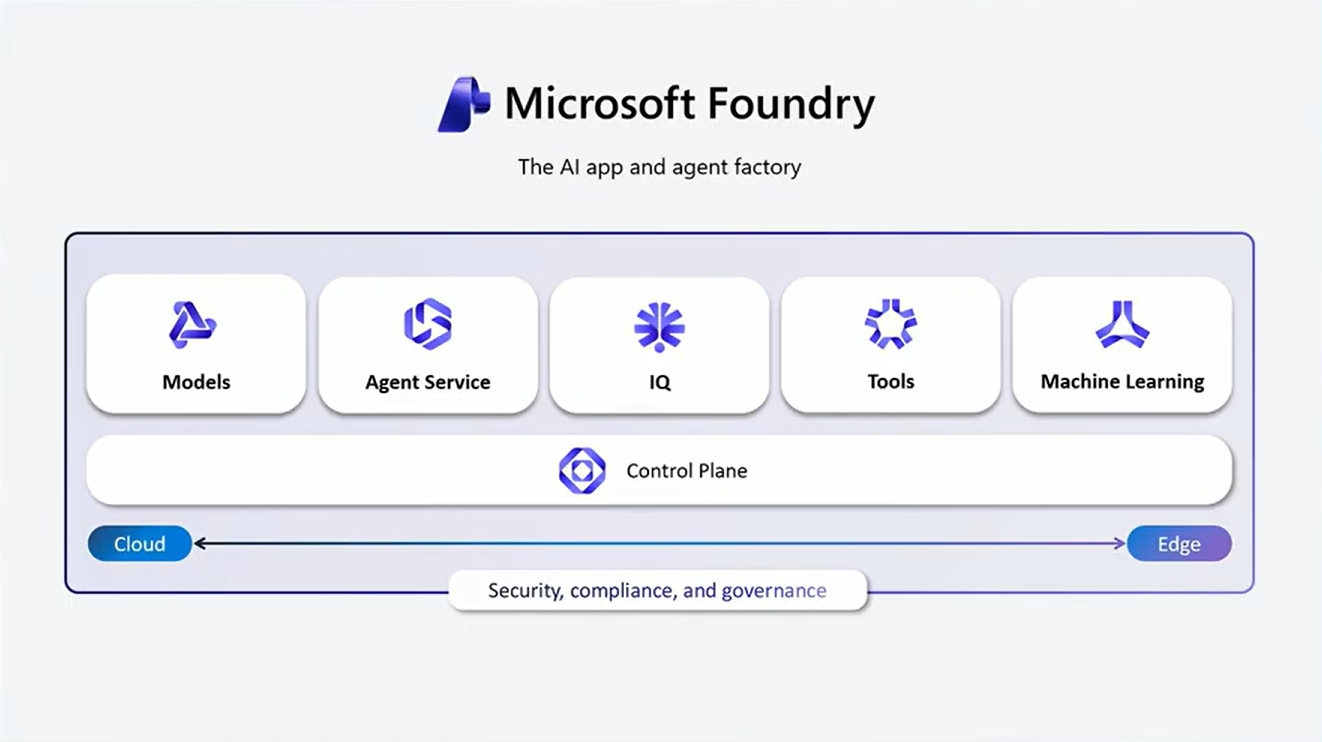 Microsoft Foundry
The AI app and agent factory
Models
Agent Service
IQ
Tools
Machine Learning
Control Plane
Cloud
Edge
Security, compliance, and governance